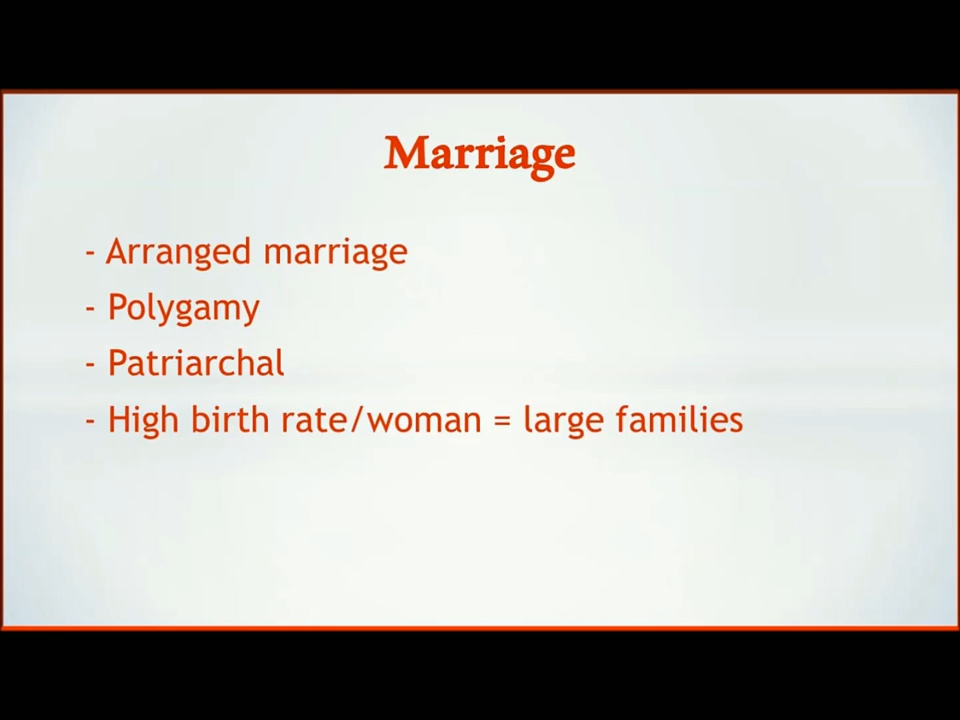 Marriage
- Arranged marriage
- Polygamy
- Patriarchal
- High birth rate/woman = large families